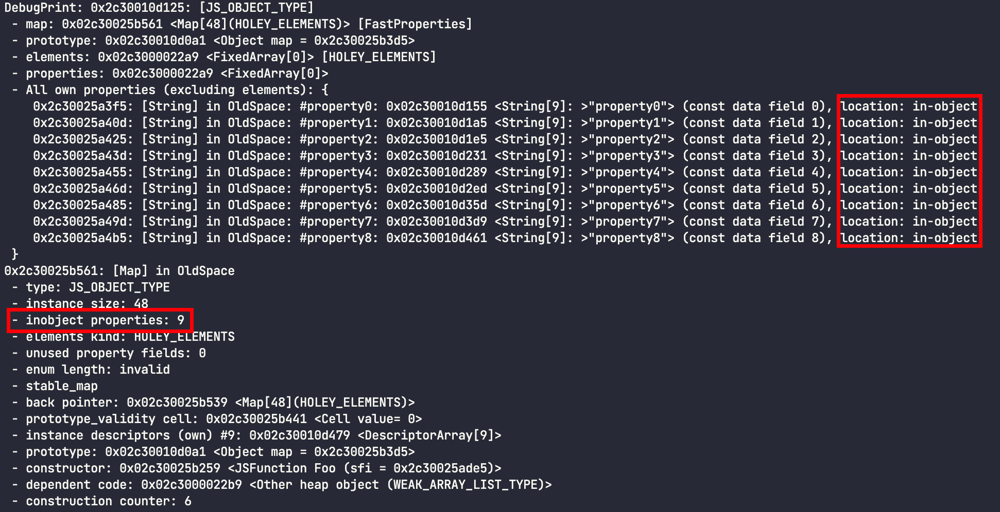 DebugPrint: 0x2c30010d125: [JS_OBJECT_TYPE]
- map: 0x02c30025b561 <Map[48](HOLEY_ELEMENTS)> [FastProperties]
- prototype: 0x02c30010d0a1 <Object map = 0x2c30025b3d5>
- elements: 0x02c3000022a9 <FixedArray[0]> [HOLEY_ELEMENTS]
- properties: 0x02c3000022a9 <FixedArray[0]>
- All own properties (excluding elements): {
0x2c30025a3f5: [String] in OldSpace: #property0: 0x02c30010d155 <String[9]: >"property0"> (const data field 0), location: in-object
0x2c30025a40d: [String] in OldSpace: #property1: 0x02c30010d1a5 <String[9]: >"property1"> (const data field 1), location: in-object
0x2c30025a425: [String] in OldSpace: #property2: 0x02c30010d1e5 <String[9]: >"property2"> (const data field 2), location: in-object
0x2c30025a43d: [String] in OldSpace: #property3: 0x02c30010d231 <String[9]: >"property3"> (const data field 3), location: in-object
0x2c30025a455: [String] in OldSpace: #property4: 0x02c30010d289 <String[9]: >"property4"> (const data field 4), location: in-object
0x2c30025a46d: [String] in OldSpace: #property5: 0x02c30010d2ed <String[9]: >"property5"> (const data field 5), location: in-object
0x2c30025a485: [String] in OldSpace: #property6: 0x02c30010d35d <String[9]: >"property6"> (const data field 6), location: in-object
0x2c30025a49d: [String] in OldSpace: #property7: 0x02c30010d3d9 <String[9]: >"property7"> (const data field 7), location: in-object
0x2c30025a4b5: [String] in OldSpace: #property8: 0x02c30010d461 <String[9]: >"property8"> (const data field 8), location: in-object
}
0x2c30025b561: [Map] in OldSpace
- type: JS_OBJECT_TYPE
- instance size: 48
- inobject properties: 9
- elements kind: HOLEY_ELEMENTS
- unused property fields: 0
- enum length: invalid
- stable_map
- back pointer: 0x02c30025b539 <Map[48](HOLEY_ELEMENTS)>
- prototype_validity cell: 0x02c30025b441 <Cell value= 0>
- instance descriptors (own) #9: 0x02c30010d479 <DescriptorArray[9]>
- prototype: 0x02c30010d0a1 <Object map = 0x2c30025b3d5>
- constructor: 0x02c30025b259 <JSFunction Foo (sfi = 0x2c30025ade5)>
- dependent code: 0x02c3000022b9 <Other heap object (WEAK_ARRAY_LIST_TYPE)>
- construction counter: 6